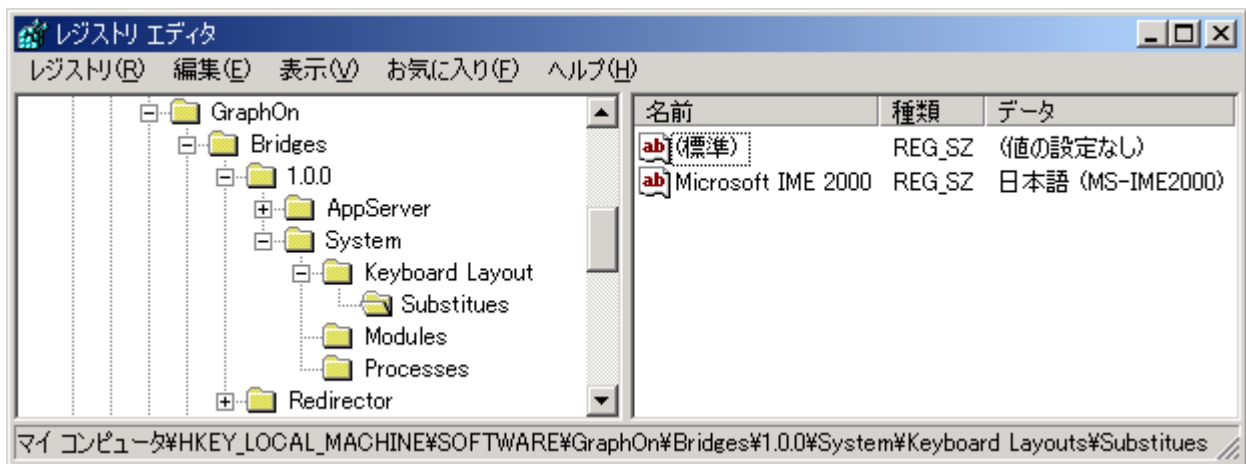 レジストリ エディタ
レジストリ(R) 編集(E) 表示(V) お気に入り(F) ヘルプ(H)
GraphOn
Bridges
1.0.0
AppServer
System
Keyboard Layout
Substitues
Modules
Processes
Redirector
名前 種類 データ
ab (標準) REG_SZ (値の設定なし)
ab Microsoft IME 2000 REG_SZ 日本語 (MS-IME2000)
マイ コンピュータ¥HKEY_LOCAL_MACHINE¥SOFTWARE¥GraphOn¥Bridges¥1.0.0¥System¥Keyboard Layouts¥Substitues